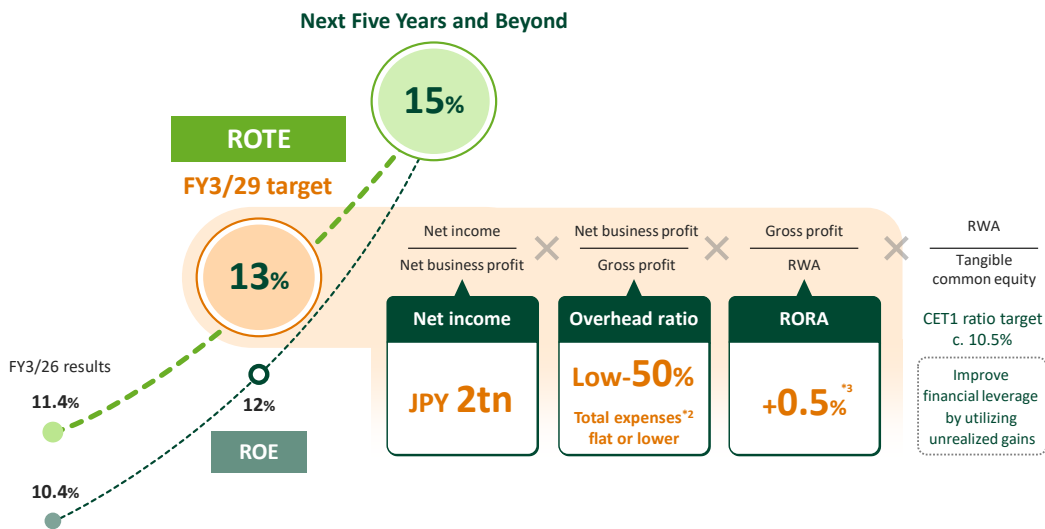 Next Five Years and Beyond
15%
ROTE
FY3/29 target
13%
Net income
Net business profit
×
Net business profit
Gross profit
×
Gross profit
RWA
×
RWA
Tangible
common equity
Net income
JPY 2tn
Overhead ratio
Low-50%
Total expenses*2
flat or lower
RORA
+0.5%*3
CET1 ratio target
c. 10.5%
Improve
financial leverage
by utilizing
unrealized gains
FY3/26 results
11.4%
12%
ROE
10.4%